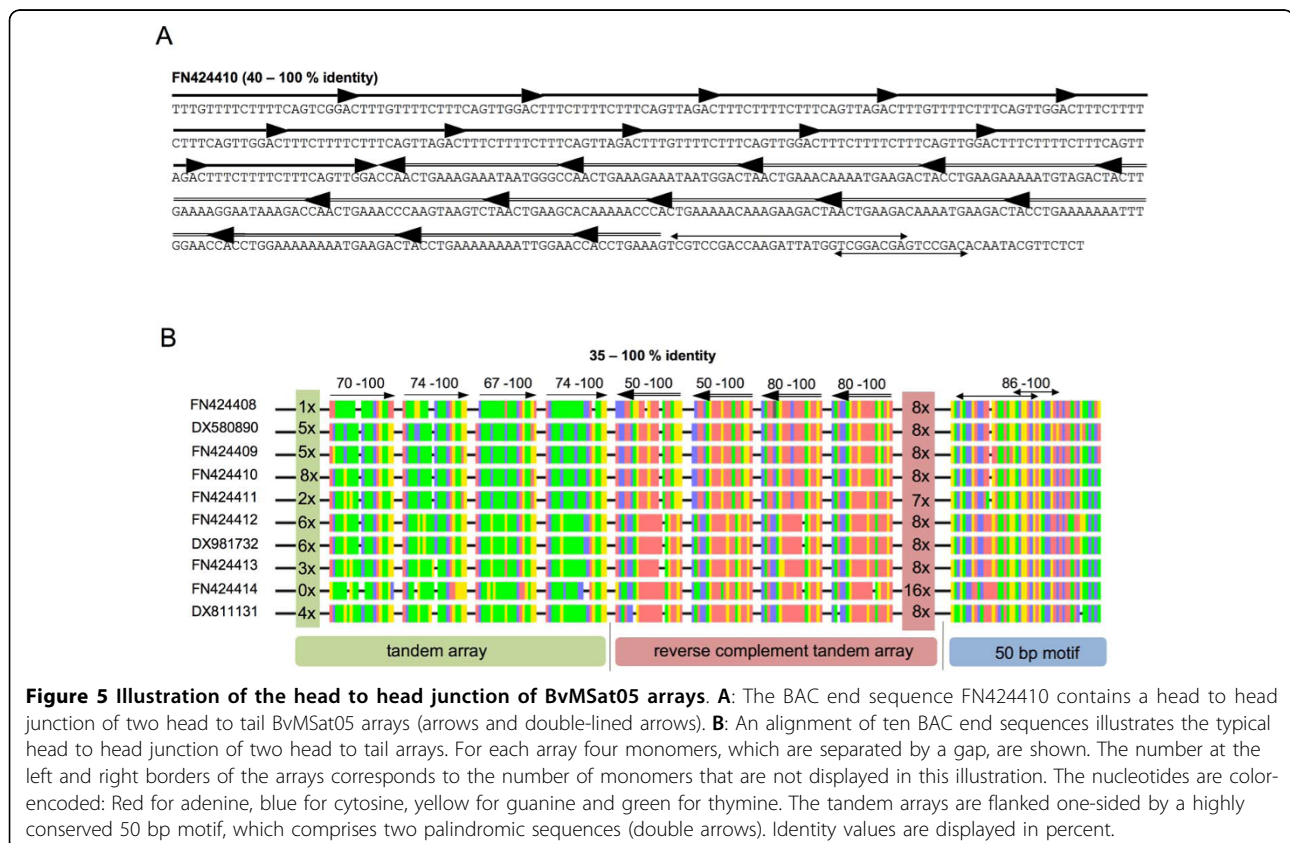 A
FN424410 (40 – 100 % identity)
TTTGTTTTCTTTTCAGTCGGACTTTGTTTTCTTTCAGTTGGACTTTCTTTTCTTTCAGTTAGACTTTCTTTTCTTTCAGTTAGACTTTGTTTTCTTTCAGTTGGACTTTCTTTT
CTTTCAGTTGGACTTTCTTTTCTTTCAGTTAGACTTTCTTTTCTTTCAGTTAGACTTTGTTTTCTTTCAGTTGGACTTTCTTTTCTTTCAGTTGGACTTTCTTTTCTTTCAGTT
AGACTTTCTTTTCTTTCAGTTGGACCAACTGAAAGAAATAATGGGCCAACTGAAAGAAATAATGGACTAACTGAAACAAAATGAAGACTACCTGAAGAAAAATGTAGACTACTT
GAAAAGGAATAAAGACCAACTGAAACCCAAGTAAGTCTAACTGAAGCACAAAAACCCACTGAAAAACAAAGAAGACTAACTGAAGACAAAATGAAGACTACCTGAAAAAAATTT
GGAACCACCTGGAAAAAAAATGAAGACTACCTGAAAAAAAATTGGAACCACCTGAAAGTCGTCCGACCAAGATTATGGTCGGACGAGTCCGACACAATACGTTCTCT
B
35 – 100 % identity
70 -100 74 -100 67 -100 74 -100 50 -100 50 -100 80 -100 80 -100 86 -100
FN424408 1x 8x
DX580890 5x 8x
FN424409 5x 8x
FN424410 8x 8x
FN424411 2x 7x
FN424412 6x 8x
DX981732 6x 8x
FN424413 3x 8x
FN424414 0x 16x
DX811131 4x 8x
tandem array reverse complement tandem array 50 bp motif
Figure 5 Illustration of the head to head junction of BvMSat05 arrays. A: The BAC end sequence FN424410 contains a head to head
junction of two head to tail BvMSat05 arrays (arrows and double-lined arrows). B: An alignment of ten BAC end sequences illustrates the typical
head to head junction of two head to tail arrays. For each array four monomers, which are separated by a gap, are shown. The number at the
left and right borders of the arrays corresponds to the number of monomers that are not displayed in this illustration. The nucleotides are color-
encoded: Red for adenine, blue for cytosine, yellow for guanine and green for thymine. The tandem arrays are flanked one-sided by a highly
conserved 50 bp motif, which comprises two palindromic sequences (double arrows). Identity values are displayed in percent.